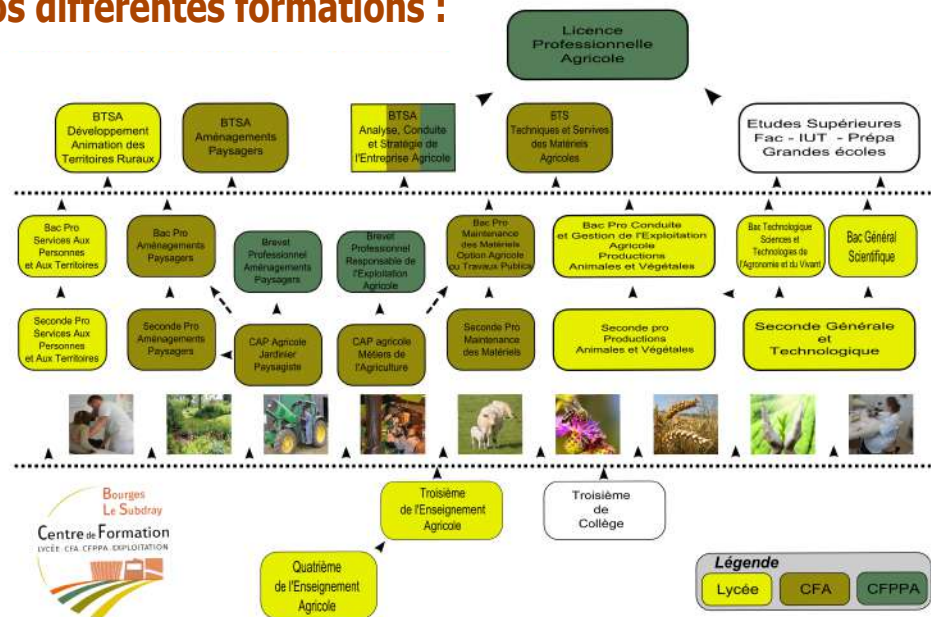 os différentes formations :
Licence
Professionnelle
Agricole
BTSA
Développement
Animation des
Territoires Ruraux
BTSA
Aménagements
Paysagers
BTSA
Analyse, Conduite
et Stratégie de
l'Entreprise Agricole
BTS
Techniques et Servives
des Matériels
Agricoles
Etudes Supérieures
Fac - IUT - Prépa
Grandes écoles
Bac Pro
Services Aux
Personnes
et Aux Territoires
Bac Pro
Aménagements
Paysagers
Brevet
Professionnel
Aménagements
Paysagers
Brevet
Professionnel
Responsable de
l'Exploitation
Agricole
Bac Pro
Maintenance
des Matériels
Option Agricole
ou Travaux Publics
Bac Pro Conduite
et Gestion de l'Exploitation
Agricole
Productions
Animales et Végétales
Bac Technologique
Sciences et
Technologies de
l'Agronomie et du Vivant
Bac Général
Scientifique
Seconde Pro
Services Aux
Personnes
et Aux Territoires
Seconde Pro
Aménagements
Paysagers
CAP Agricole
Jardinier
Paysagiste
CAP agricole
Métiers de
l'Agriculture
Seconde Pro
Maintenance
des Matériels
Seconde pro
Productions
Animales et Végétales
Seconde Générale
et
Technologique
Troisième
de l'Enseignement
Agricole
Troisième
de
Collège
Quatrième
de l'Enseignement
Agricole
Bourges
Le Subdray
Centre de Formation
LYCÉE CFA CFPPA EXPLOITATION
Légende
Lycée
CFA
CFPPA